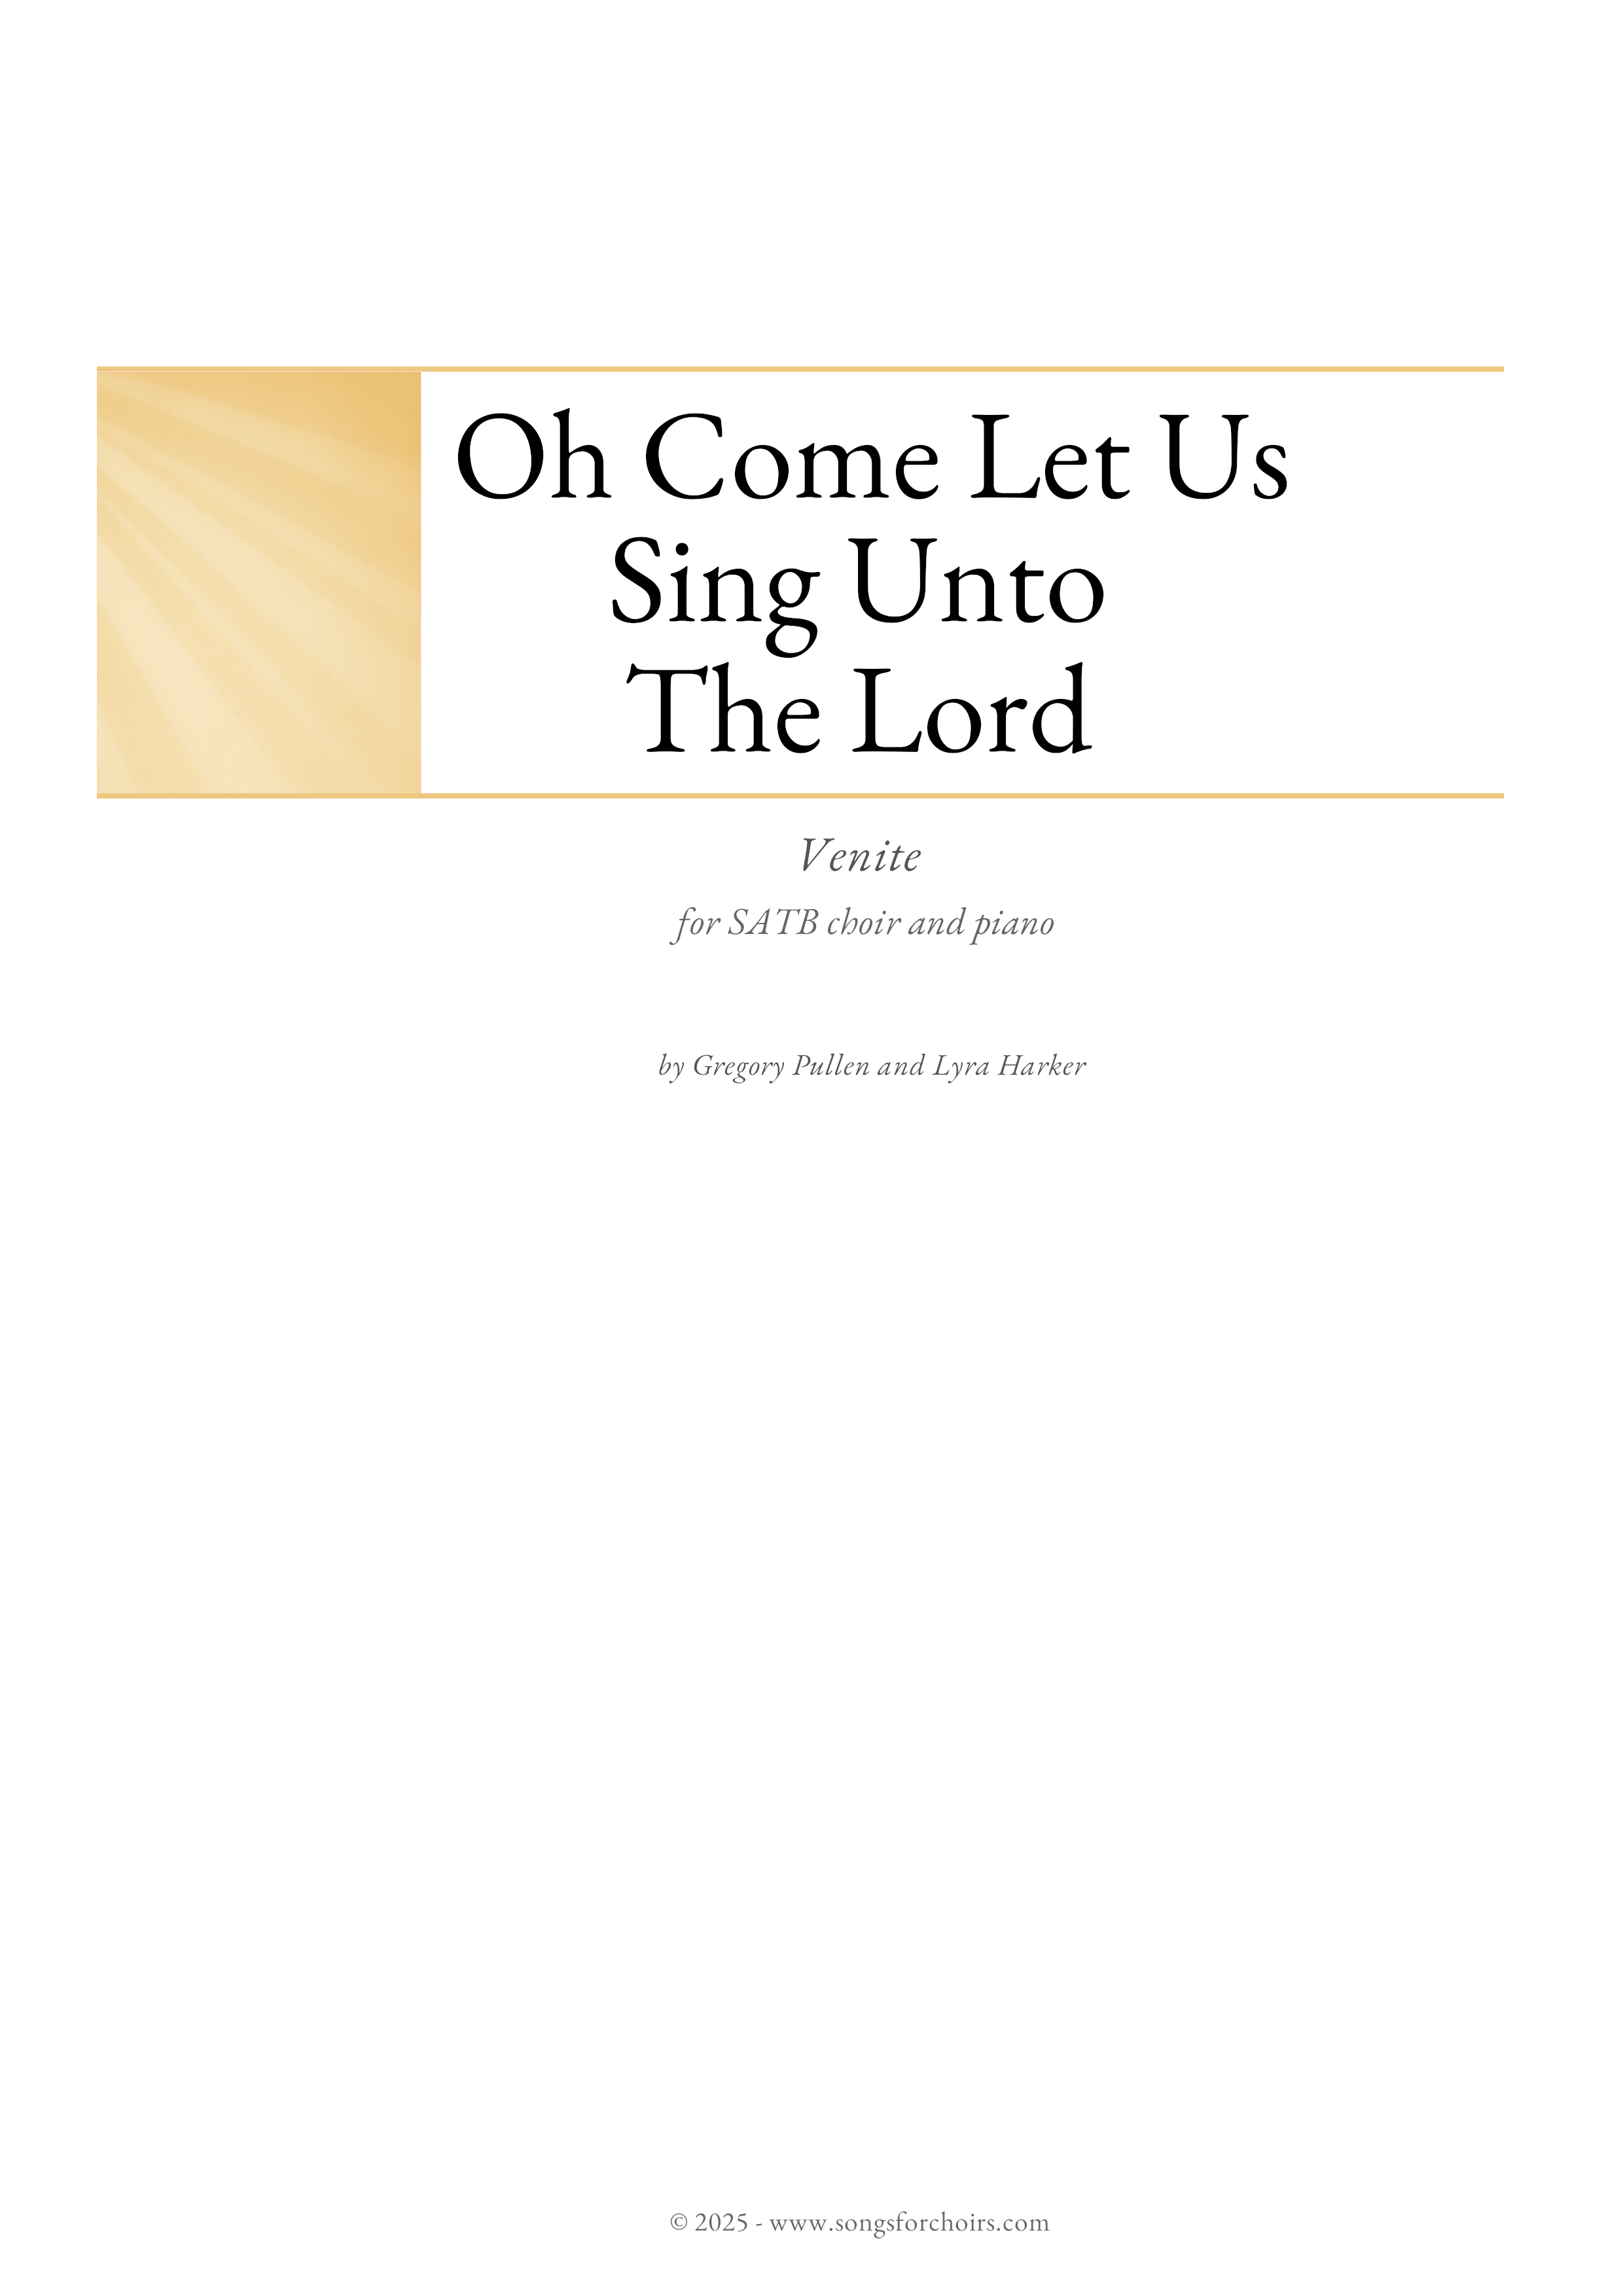 Oh Come Let Us
Sing Unto
The Lord
Venite
for SATB choir and piano
by Gregory Pullen and Lyra Harker
© 2025 - www.songsforchoirs.com